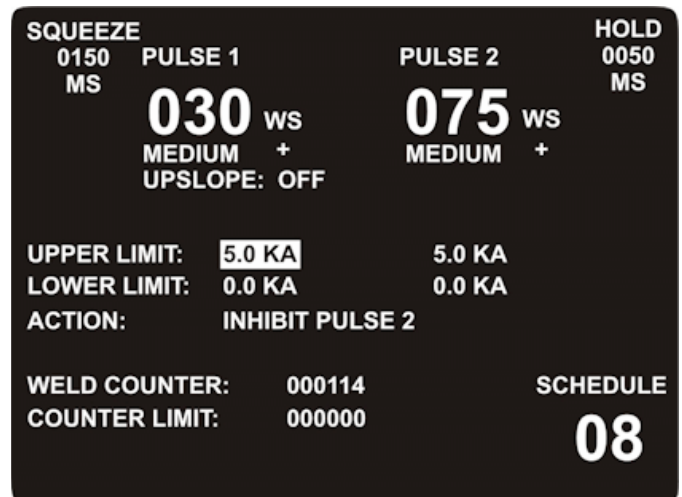 SQUEEZE HOLD
0150 PULSE 1 PULSE 2 0050
MS MS
030 WS 075 WS
MEDIUM + MEDIUM +
UPSLOPE: OFF
UPPER LIMIT: 5.0 KA 5.0 KA
LOWER LIMIT: 0.0 KA 0.0 KA
ACTION: INHIBIT PULSE 2
WELD COUNTER: 000114 SCHEDULE
COUNTER LIMIT: 000000
08